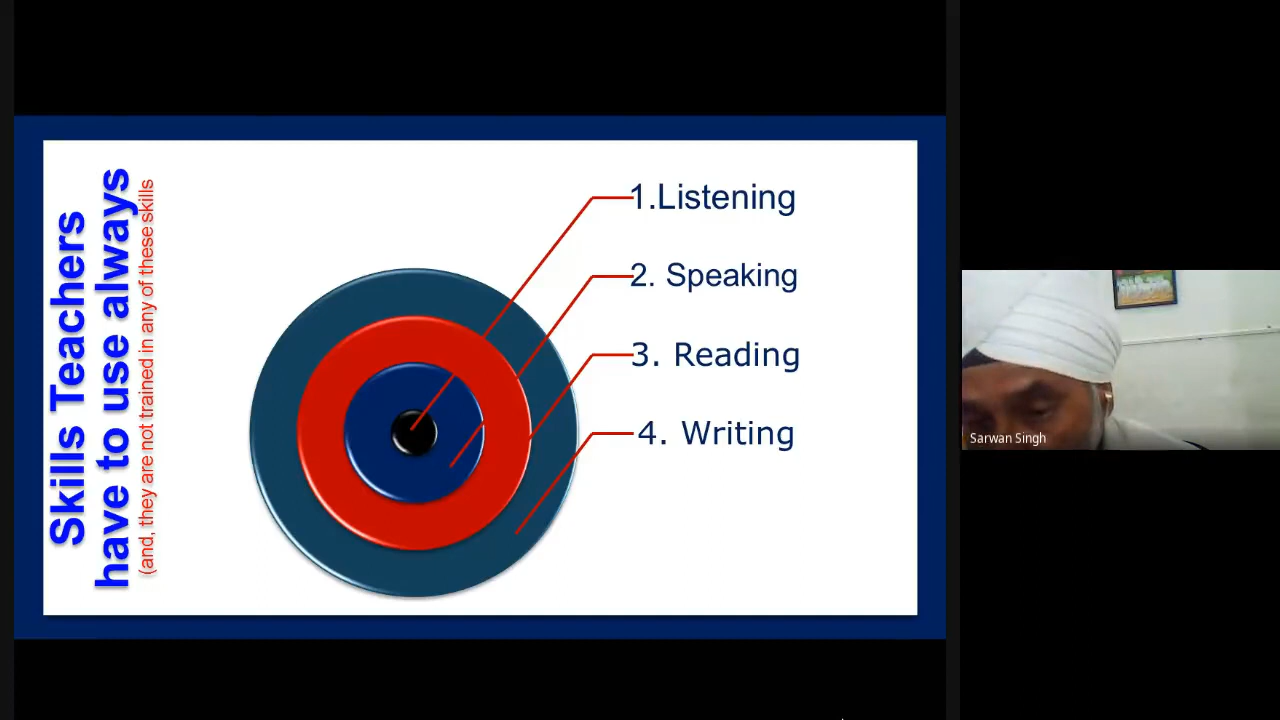 Skills Teachers
have to use always
(and, they are not trained in any of these skills
1.Listening
2. Speaking
3. Reading
4. Writing
Sarwan Singh